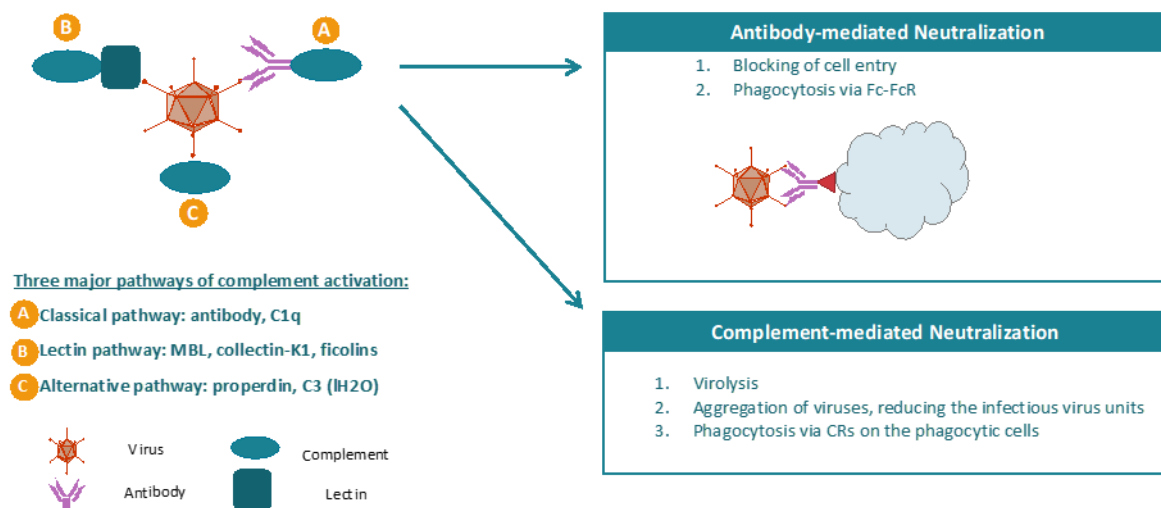 B
A
C
Three major pathways of complement activation:
A Classical pathway: antibody, C1q
B Lectin pathway: MBL, collectin-K1, ficolins
C Alternative pathway: properdin, C3 (lH2O)
Virus
Complement
Antibody
Lectin
Antibody-mediated Neutralization
1. Blocking of cell entry
2. Phagocytosis via Fc-FcR
Complement-mediated Neutralization
1. Virolysis
2. Aggregation of viruses, reducing the infectious virus units
3. Phagocytosis via CRs on the phagocytic cells